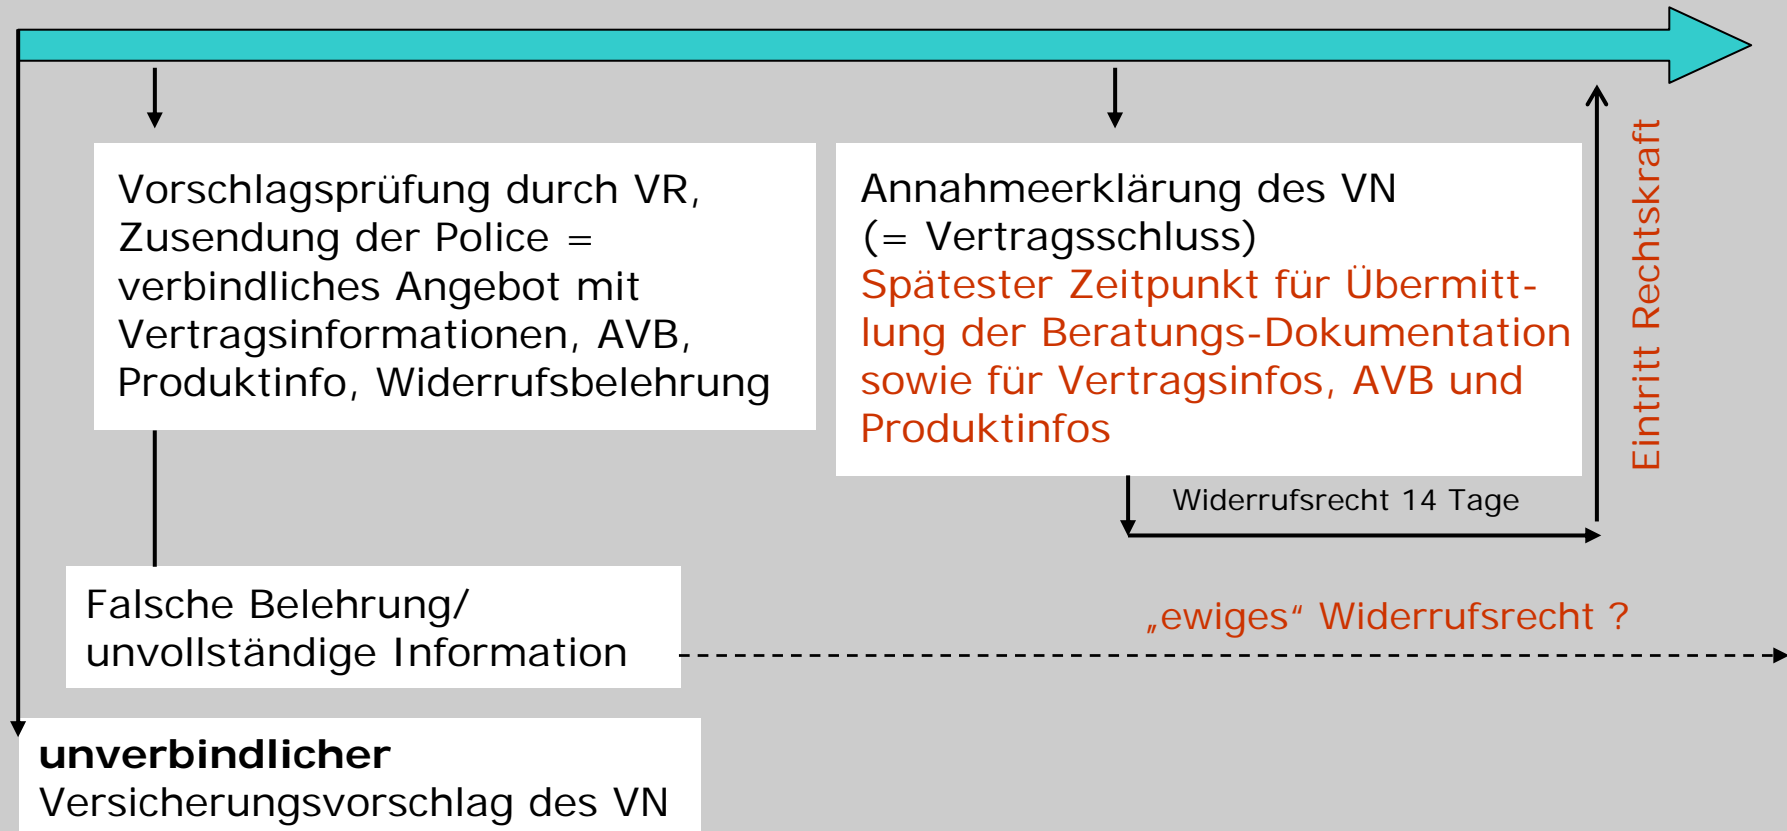 Vorschlagsprüfung durch VR,
Zusendung der Police =
verbindliches Angebot mit
Vertragsinformationen, AVB,
Produktinfo, Widerrufsbelehrung
Annahmeerklärung des VN
(= Vertragsschluss)
Spätester Zeitpunkt für Übermitt-
lung der Beratungs-Dokumentation
sowie für Vertragsinfos, AVB und
Produktinfos
Eintritt Rechtskraft
Widerrufsrecht 14 Tage
Falsche Belehrung/
unvollständige Information
„ewiges“ Widerrufsrecht ?
unverbindlicher
Versicherungsvorschlag des VN